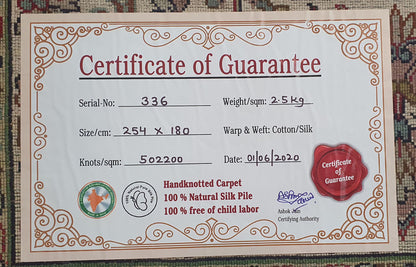 Certificate of Guarantee
Serial-No: 336
Weight/sqm: 2.5kg
Size/cm: 254 x 180
Warp & Weft: Cotton/Silk
Knots/sqm: 502200
Date: 01/06/2020
Handknotted Carpet
100% Natural Silk Pile
100% free of child labor
Certificate
of
Guarantee
Ashok Jain
Certifying Authority